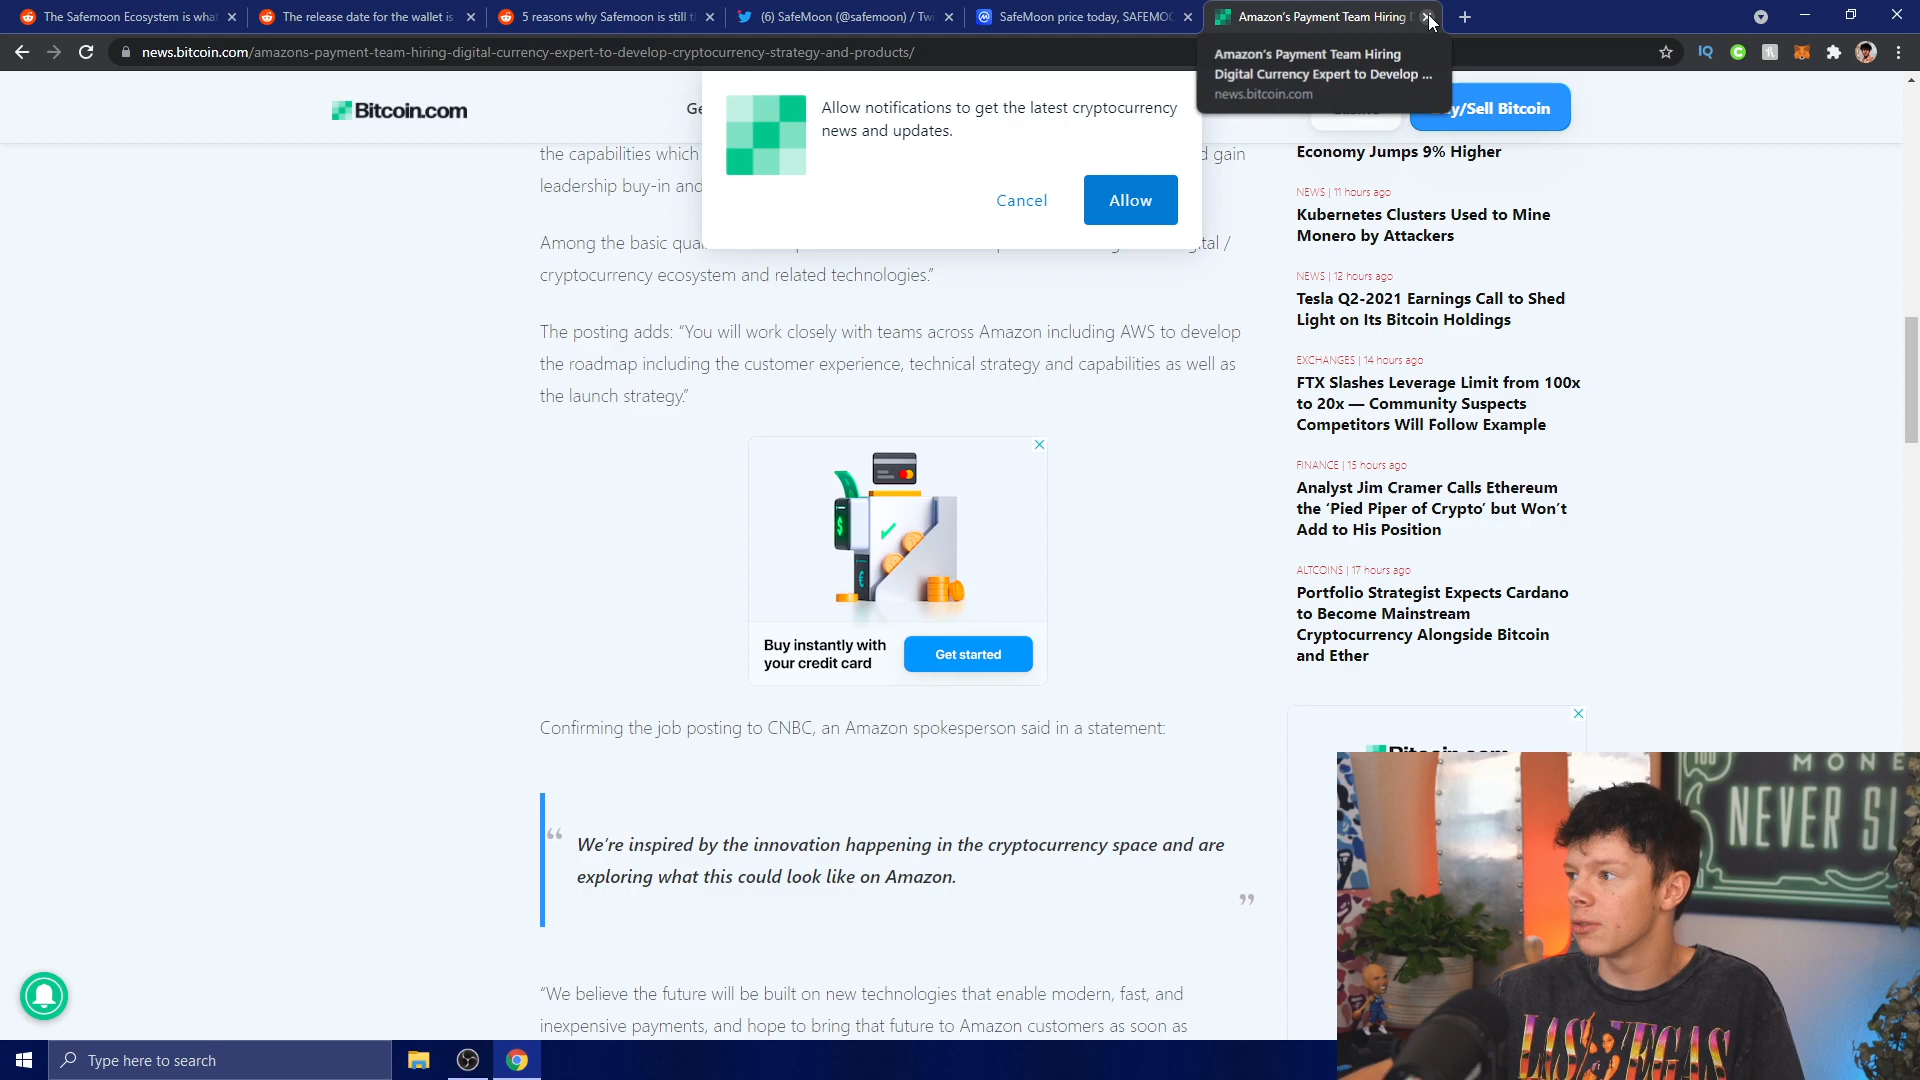 The Safemoon Ecosystem is what
The release date for the wallet is
5 reasons why Safemoon is still t
(6) SafeMoon (@safemoon) / Twi
SafeMoon price today, SAFEMOO
Amazon's Payment Team Hiring D
news.bitcoin.com/amazons-payment-team-hiring-digital-currency-expert-to-develop-cryptocurrency-strategy-and-products/
Amazon's Payment Team Hiring
Digital Currency Expert to Develop ...
news.bitcoin.com
Bitcoin.com
Ge
y/Sell Bitcoin
Allow notifications to get the latest cryptocurrency
news and updates.
Cancel
Allow
the capabilities which
d gain
leadership buy-in and
Among the basic qua
tal /
cryptocurrency ecosystem and related technologies.”
The posting adds: “You will work closely with teams across Amazon including AWS to develop
the roadmap including the customer experience, technical strategy and capabilities as well as
the launch strategy.”
Buy instantly with
your credit card
Get started
Confirming the job posting to CNBC, an Amazon spokesperson said in a statement:
“ We're inspired by the innovation happening in the cryptocurrency space and are
exploring what this could look like on Amazon.
”
“We believe the future will be built on new technologies that enable modern, fast, and
inexpensive payments, and hope to bring that future to Amazon customers as soon as
Economy Jumps 9% Higher
NEWS | 11 hours ago
Kubernetes Clusters Used to Mine
Monero by Attackers
NEWS | 12 hours ago
Tesla Q2-2021 Earnings Call to Shed
Light on Its Bitcoin Holdings
EXCHANGES | 14 hours ago
FTX Slashes Leverage Limit from 100x
to 20x — Community Suspects
Competitors Will Follow Example
FINANCE | 15 hours ago
Analyst Jim Cramer Calls Ethereum
the ‘Pied Piper of Crypto’ but Won't
Add to His Position
ALTCOINS | 17 hours ago
Portfolio Strategist Expects Cardano
to Become Mainstream
Cryptocurrency Alongside Bitcoin
and Ether
Bitcoin.com
100
MONE
NEVER SL
LAS VEGAS
Type here to search